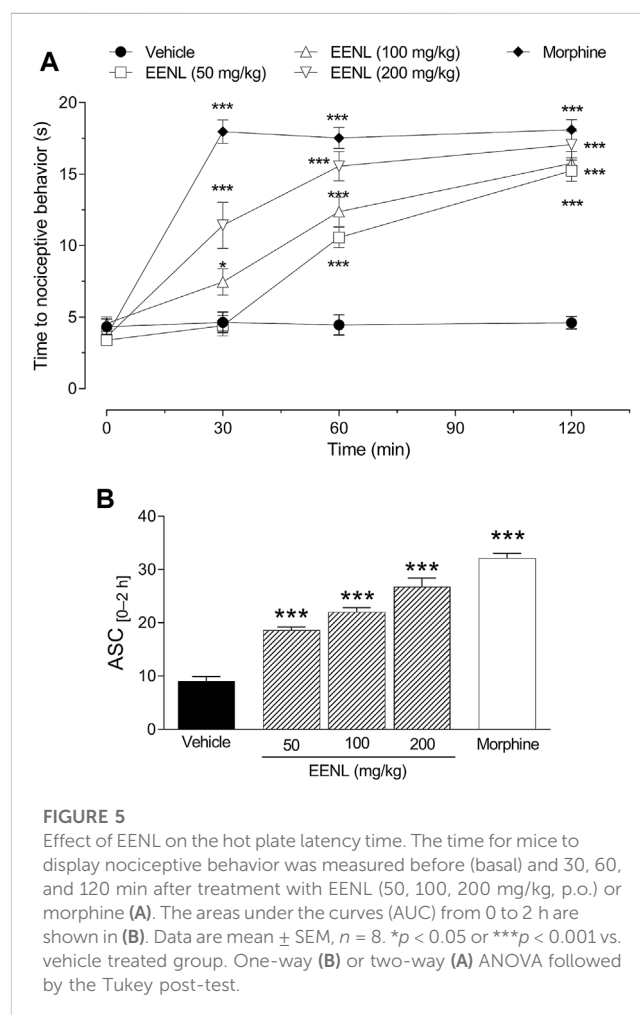 A
Vehicle
EENL (100 mg/kg)
Morphine
EENL (50 mg/kg)
EENL (200 mg/kg)
20
15
10
5
0
Time to nociceptive behavior (s)
***
***
***
***
***
***
***
***
*
***
***
0
30
60
90
120
Time (min)
B
40
30
20
10
0
ASC [0–2 h]
***
***
***
***
Vehicle
50
100
200
Morphine
EENL (mg/kg)
FIGURE 5
Effect of EENL on the hot plate latency time. The time for mice to
display nociceptive behavior was measured before (basal) and 30, 60,
and 120 min after treatment with EENL (50, 100, 200 mg/kg, p.o.) or
morphine (A). The areas under the curves (AUC) from 0 to 2 h are
shown in (B). Data are mean ± SEM, n = 8. *p < 0.05 or ***p < 0.001 vs.
vehicle treated group. One-way (B) or two-way (A) ANOVA followed
by the Tukey post-test.